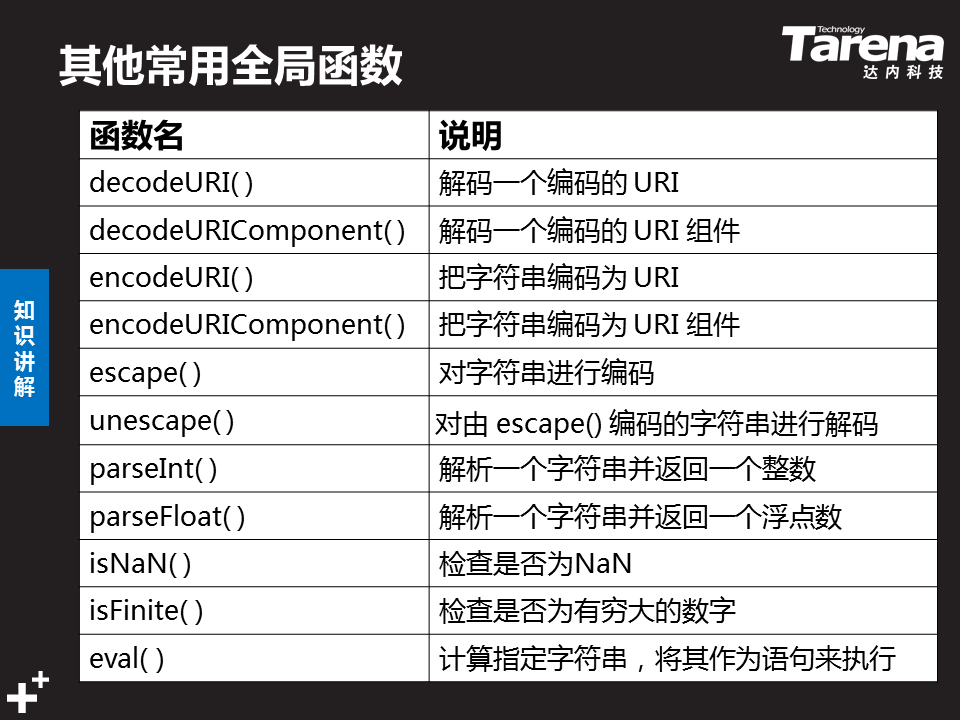 其他常用全局函数
Technology
Tarena
达内科技
函数名 说明
decodeURI( ) 解码一个编码的 URI
decodeURIComponent( ) 解码一个编码的 URI 组件
encodeURI( ) 把字符串编码为 URI
encodeURIComponent( ) 把字符串编码为 URI 组件
escape( ) 对字符串进行编码
unescape( ) 对由 escape() 编码的字符串进行解码
parseInt( ) 解析一个字符串并返回一个整数
parseFloat( ) 解析一个字符串并返回一个浮点数
isNaN( ) 检查是否为NaN
isFinite( ) 检查是否为有穷大的数字
eval( ) 计算指定字符串，将其作为语句来执行
知识讲解